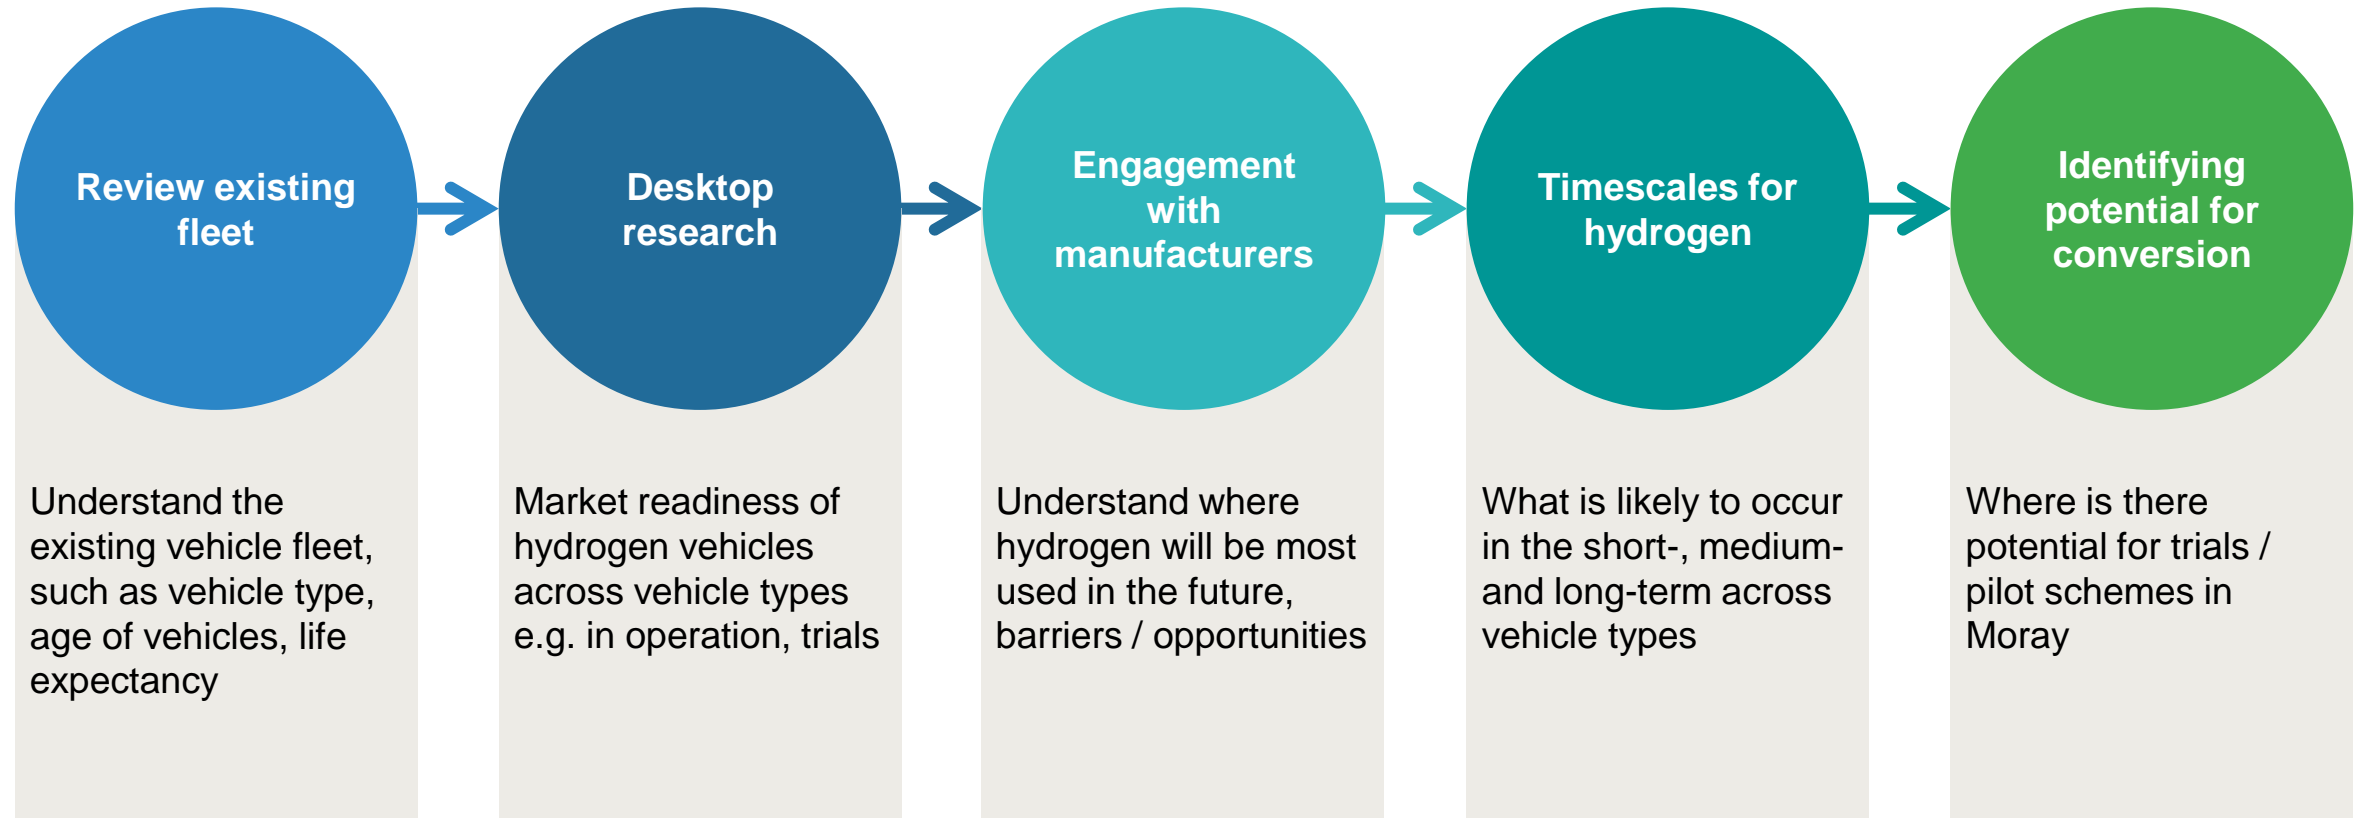 Review existing
fleet
Understand the
existing vehicle fleet,
such as vehicle type,
age of vehicles, life
expectancy
Desktop
research
Market readiness of
hydrogen vehicles
across vehicle types
e.g. in operation, trials
Engagement
with
manufacturers
Understand where
hydrogen will be most
used in the future,
barriers / opportunities
Timescales for
hydrogen
What is likely to occur
in the short-, medium-
and long-term across
vehicle types
Identifying
potential for
conversion
Where is there
potential for trials /
pilot schemes in
Moray